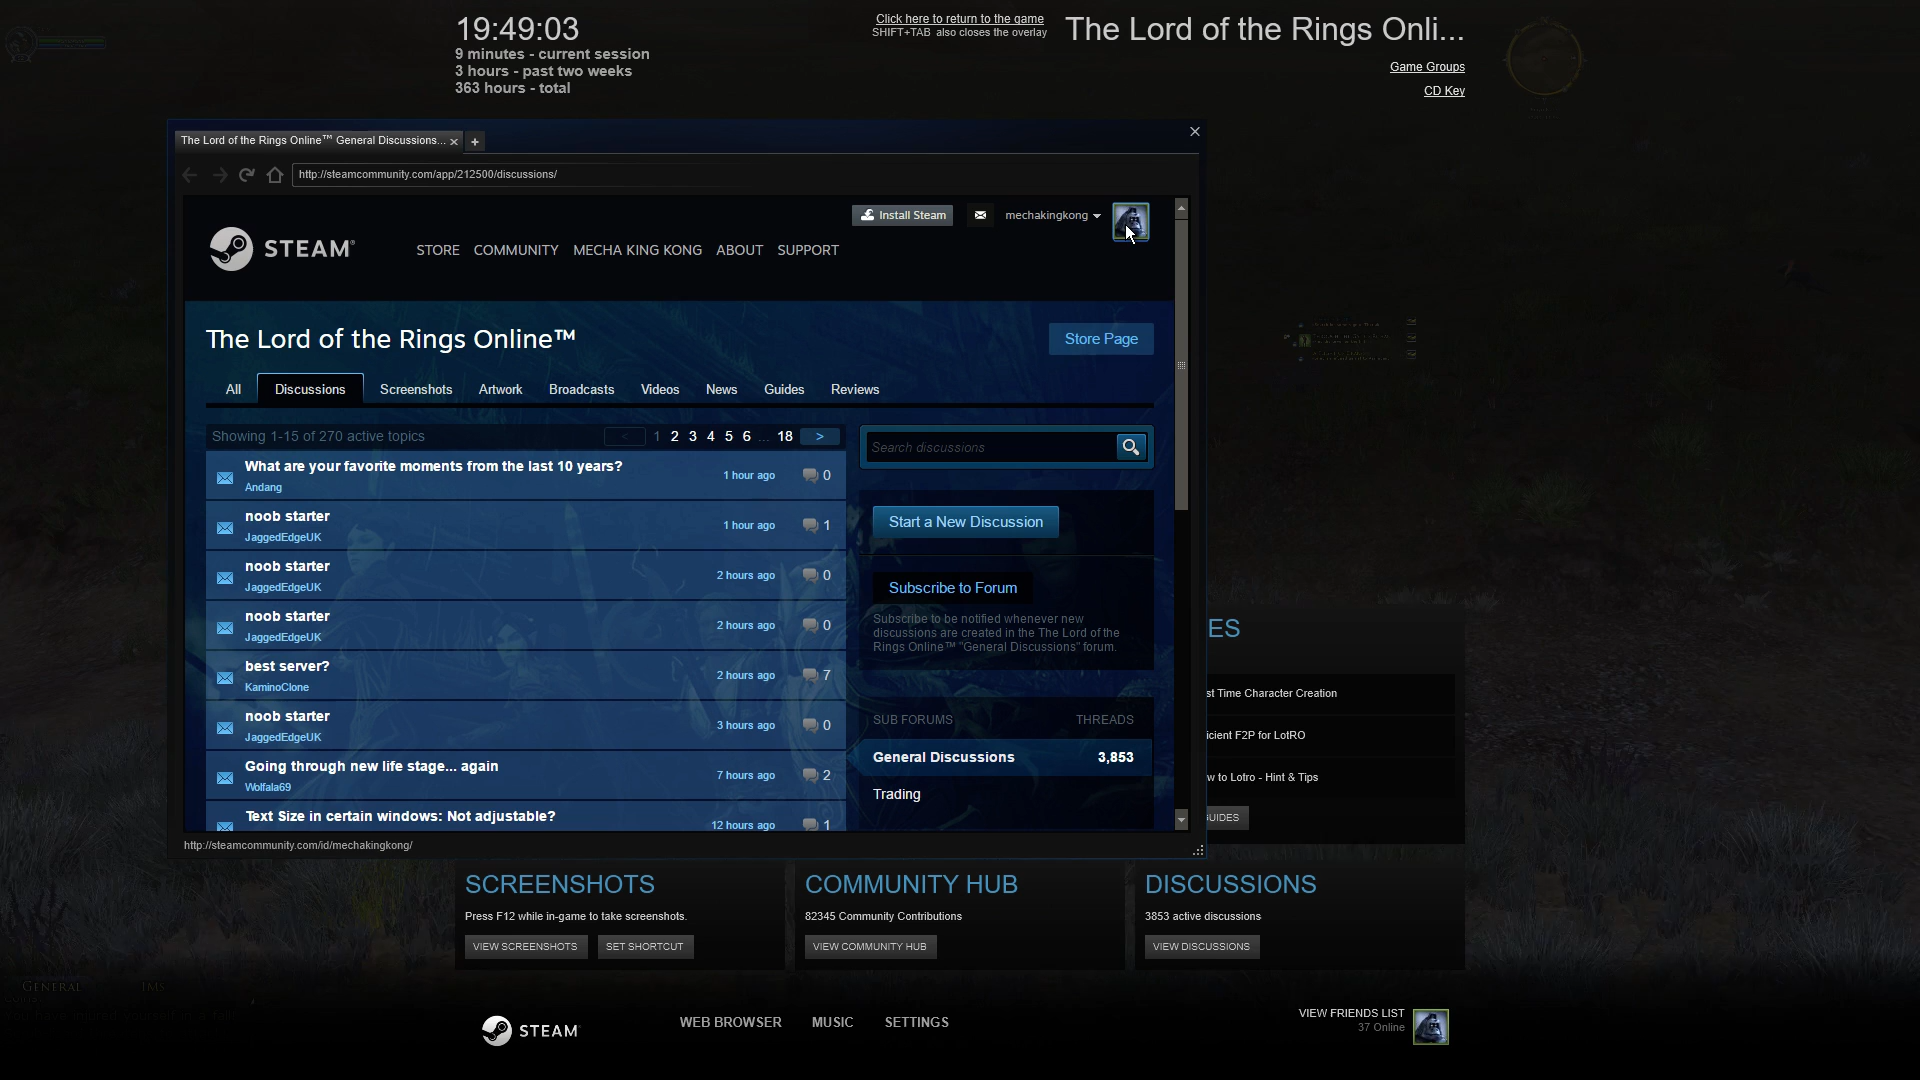 19:49:03
9 minutes - current session
3 hours - past two weeks
363 hours - total
Click here to return to the game
SHIFT+TAB also closes the overlay
The Lord of the Rings Onli...
Game Groups
CD Key
The Lord of the Rings Online™ General Discussions...
http://steamcommunity.com/app/212500/discussions/
Install Steam
mechakingkong
STEAM®
STORE COMMUNITY MECHA KING KONG ABOUT SUPPORT
The Lord of the Rings Online™
Store Page
All Discussions Screenshots Artwork Broadcasts Videos News Guides Reviews
Showing 1-15 of 270 active topics
< 1 2 3 4 5 6 ... 18 >
What are your favorite moments from the last 10 years?
Andang
1 hour ago 0
noob starter
JaggedEdgeUK
1 hour ago 1
noob starter
JaggedEdgeUK
2 hours ago 0
noob starter
JaggedEdgeUK
2 hours ago 0
best server?
KaminoClone
2 hours ago 7
noob starter
JaggedEdgeUK
3 hours ago 0
Going through new life stage... again
Wolfala69
7 hours ago 2
Text Size in certain windows: Not adjustable?
12 hours ago 1
Search discussions
Start a New Discussion
Subscribe to Forum
Subscribe to be notified whenever new
discussions are created in the The Lord of the
Rings Online™ "General Discussions" forum.
SUB FORUMS THREADS
General Discussions 3,853
Trading
http://steamcommunity.com/id/mechakingkong/
ES
st Time Character Creation
icient F2P for LotRO
w to Lotro - Hint & Tips
UIDES
SCREENSHOTS
Press F12 while in-game to take screenshots.
VIEW SCREENSHOTS SET SHORTCUT
COMMUNITY HUB
82345 Community Contributions
VIEW COMMUNITY HUB
DISCUSSIONS
3853 active discussions
VIEW DISCUSSIONS
GENERAL IMS
STEAM
WEB BROWSER MUSIC SETTINGS
VIEW FRIENDS LIST
37 Online